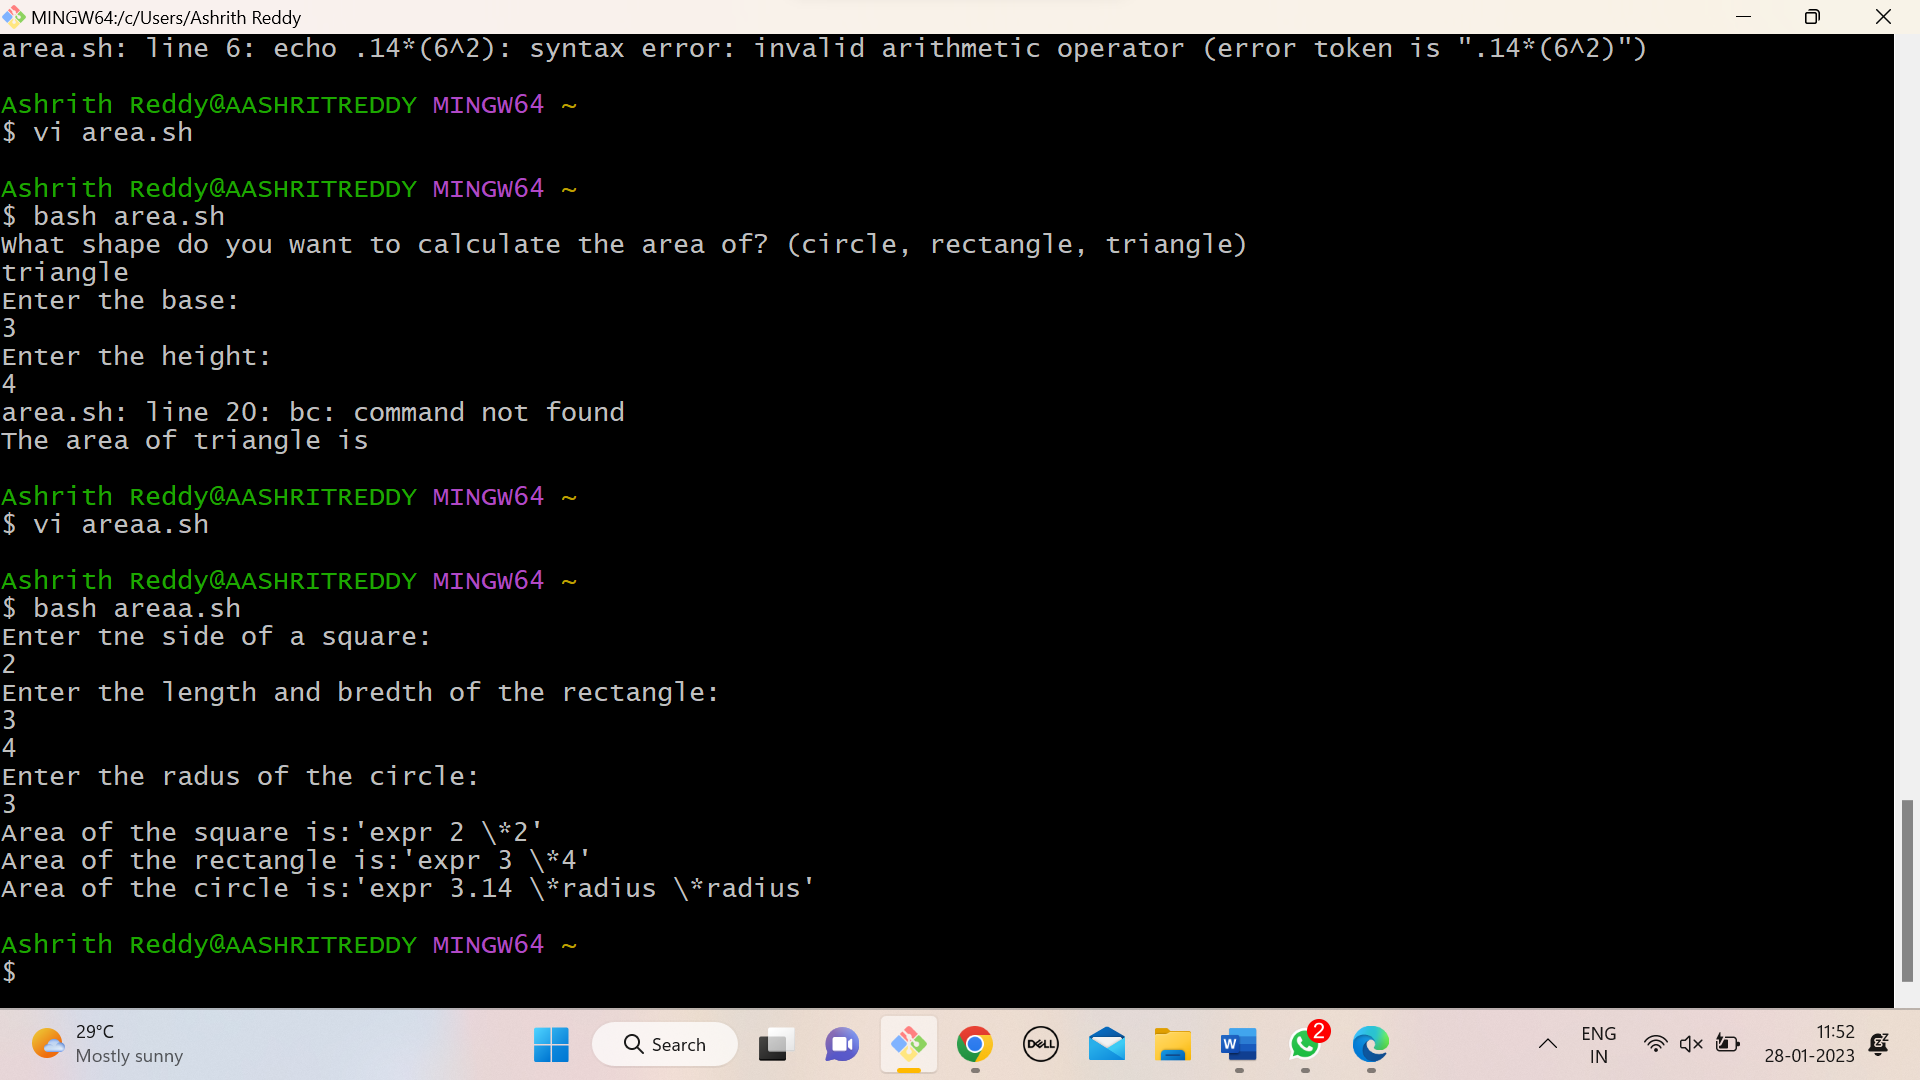 MINGW64:/c/Users/Ashrith Reddy
area.sh: line 6: echo .14*(6^2): syntax error: invalid arithmetic operator (error token is ".14*(6^2)")
Ashrith Reddy@AASHRITREDDY MINGW64 ~
$ vi area.sh
Ashrith Reddy@AASHRITREDDY MINGW64 ~
$ bash area.sh
What shape do you want to calculate the area of? (circle, rectangle, triangle)
triangle
Enter the base:
3
Enter the height:
4
area.sh: line 20: bc: command not found
The area of triangle is
Ashrith Reddy@AASHRITREDDY MINGW64 ~
$ vi areaa.sh
Ashrith Reddy@AASHRITREDDY MINGW64 ~
$ bash areaa.sh
Enter tne side of a square:
2
Enter the length and bredth of the rectangle:
3
4
Enter the radus of the circle:
3
Area of the square is:'expr 2 \*2'
Area of the rectangle is:'expr 3 \*4'
Area of the circle is:'expr 3.14 \*radius \*radius'
Ashrith Reddy@AASHRITREDDY MINGW64 ~
$
29°C
Mostly sunny
Search
DELL
W
2
ENG
IN
11:52
28-01-2023